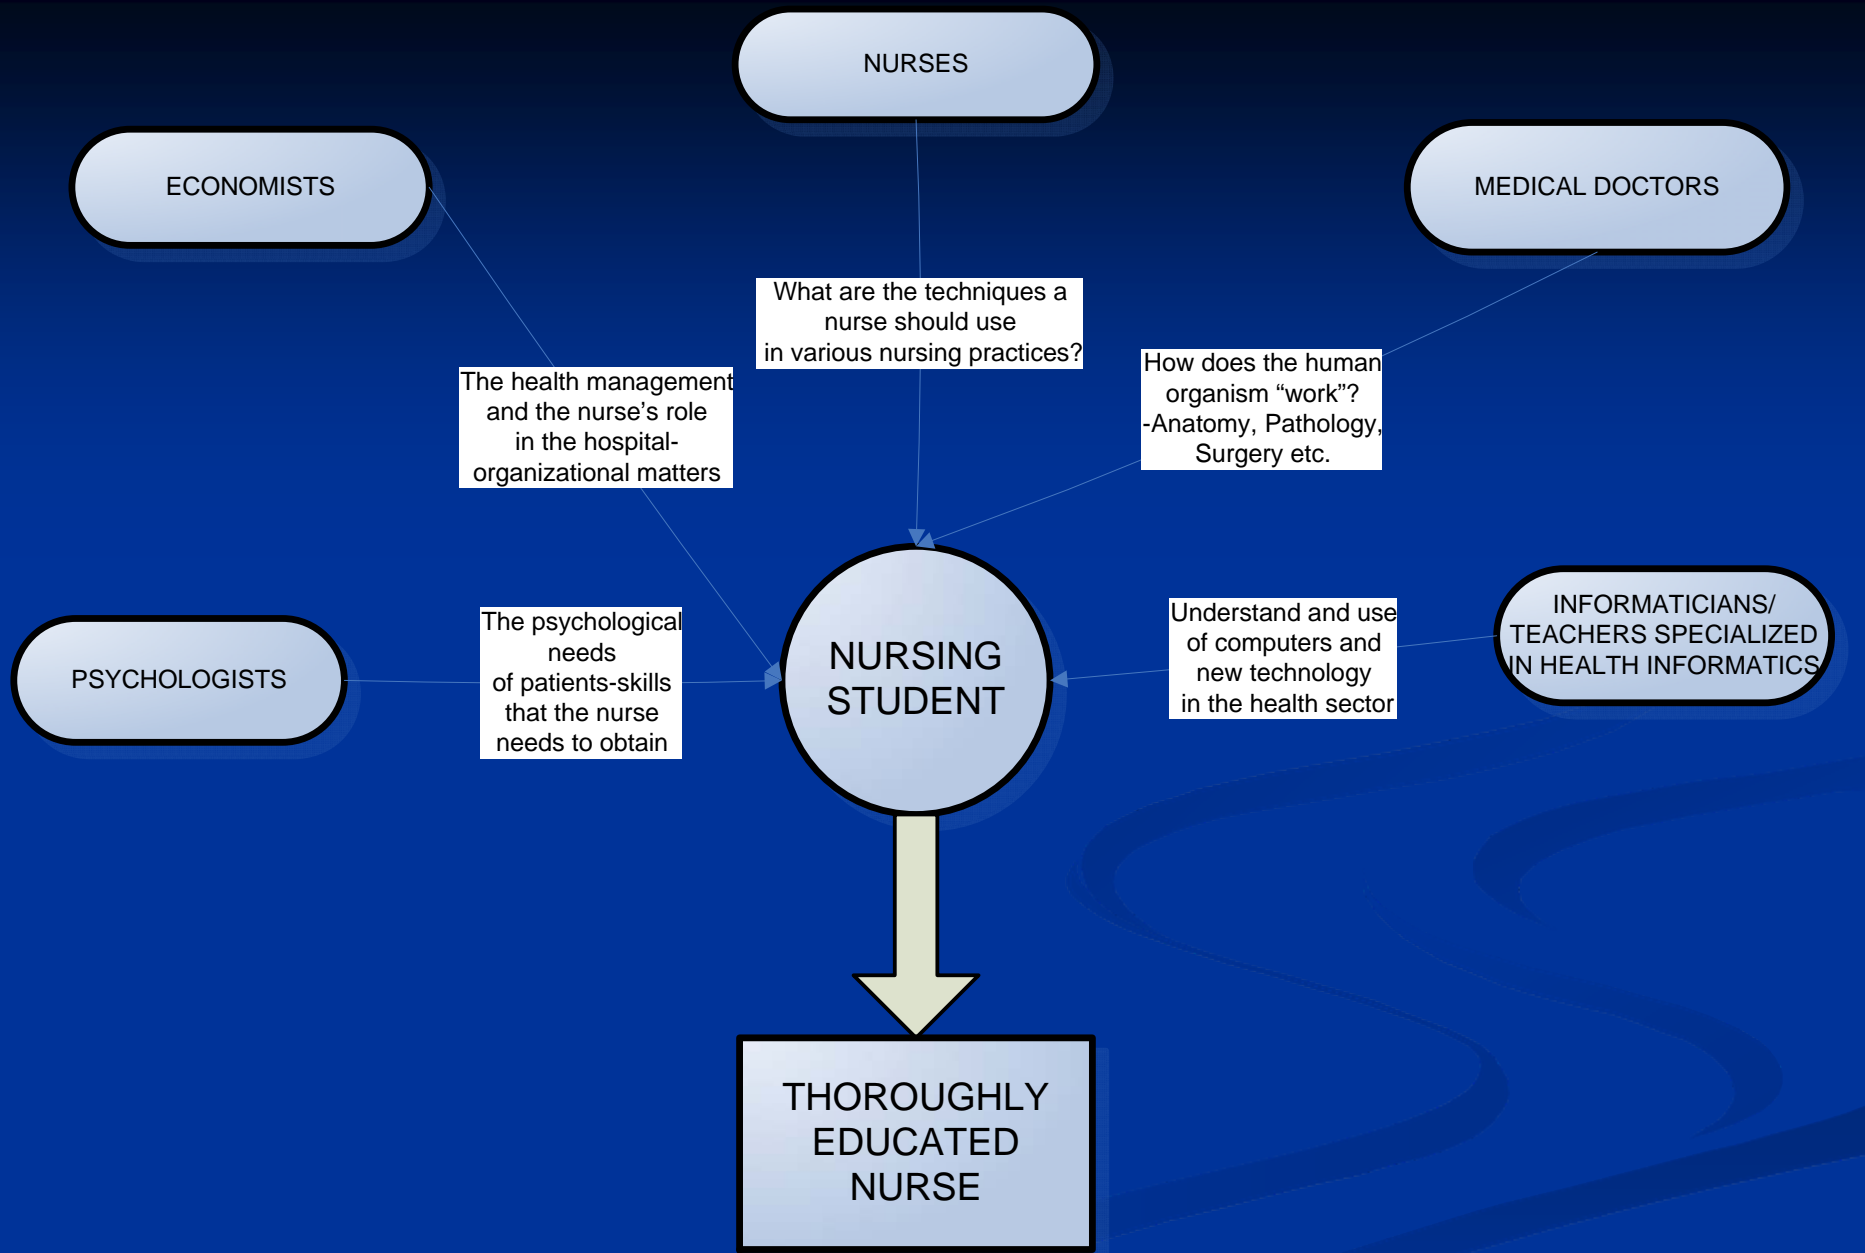 NURSES
ECONOMISTS
MEDICAL DOCTORS
What are the techniques a
nurse should use
in various nursing practices?
How does the human
organism “work”?
-Anatomy, Pathology,
Surgery etc.
The health management
and the nurse’s role
in the hospital-
organizational matters
PSYCHOLOGISTS
The psychological
needs
of patients-skills
that the nurse
needs to obtain
NURSING
STUDENT
Understand and use
of computers and
new technology
in the health sector
INFORMATICIANS/
TEACHERS SPECIALIZED
IN HEALTH INFORMATICS
THOROUGHLY
EDUCATED
NURSE